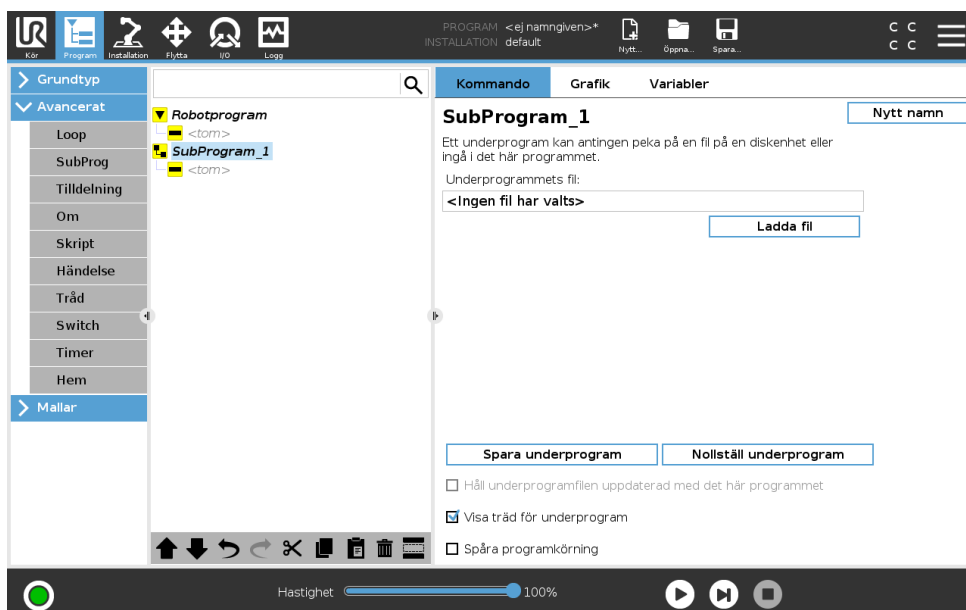 PROGRAM <ej namngiven>*
INSTALLATION default
Kör
Program
Installation
Flytta
I/O
Logg
Nytt...
Öppna...
Spara...
C C
C C
Grundtyp
Avancerat
Loop
SubProg
Tilldelning
Om
Skript
Händelse
Tråd
Switch
Timer
Hem
Mallar
Robotprogram
<tom>
SubProgram_1
<tom>
Kommando
Grafik
Variabler
SubProgram_1
Nytt namn
Ett underprogram kan antingen peka på en fil på en diskenhet eller
ingå i det här programmet.
Underprogrammets fil:
<Ingen fil har valts>
Ladda fil
Spara underprogram
Nollställ underprogram
Håll underprogramfilen uppdaterad med det här programmet
Visa träd för underprogram
Spåra programkörning
Hastighet
100%